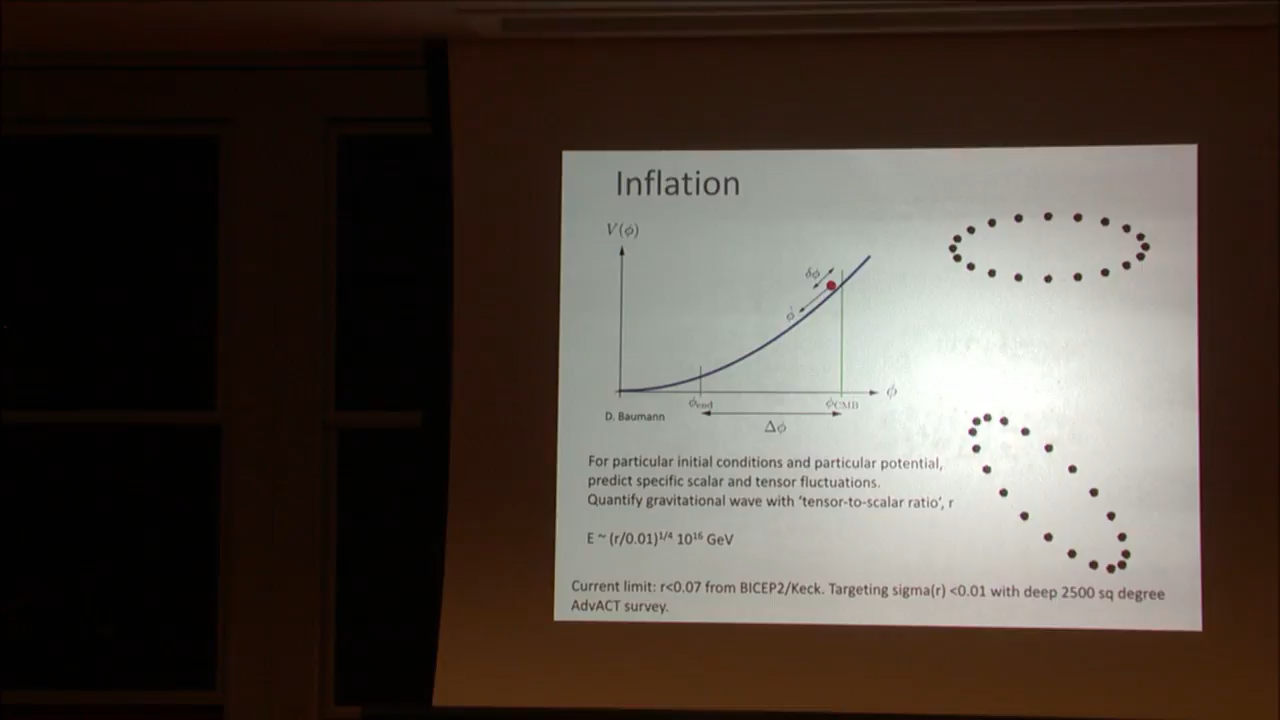 Inflation
V(ϕ)
δϕ
ϕ̇
ϕ
ϕend
ϕCMB
D. Baumann
Δϕ
For particular initial conditions and particular potential,
predict specific scalar and tensor fluctuations.
Quantify gravitational wave with ‘tensor-to-scalar ratio’, r
E ~ (r/0.01)^1/4 10^16 GeV
Current limit: r<0.07 from BICEP2/Keck. Targeting sigma(r) <0.01 with deep 2500 sq degree
AdvACT survey.